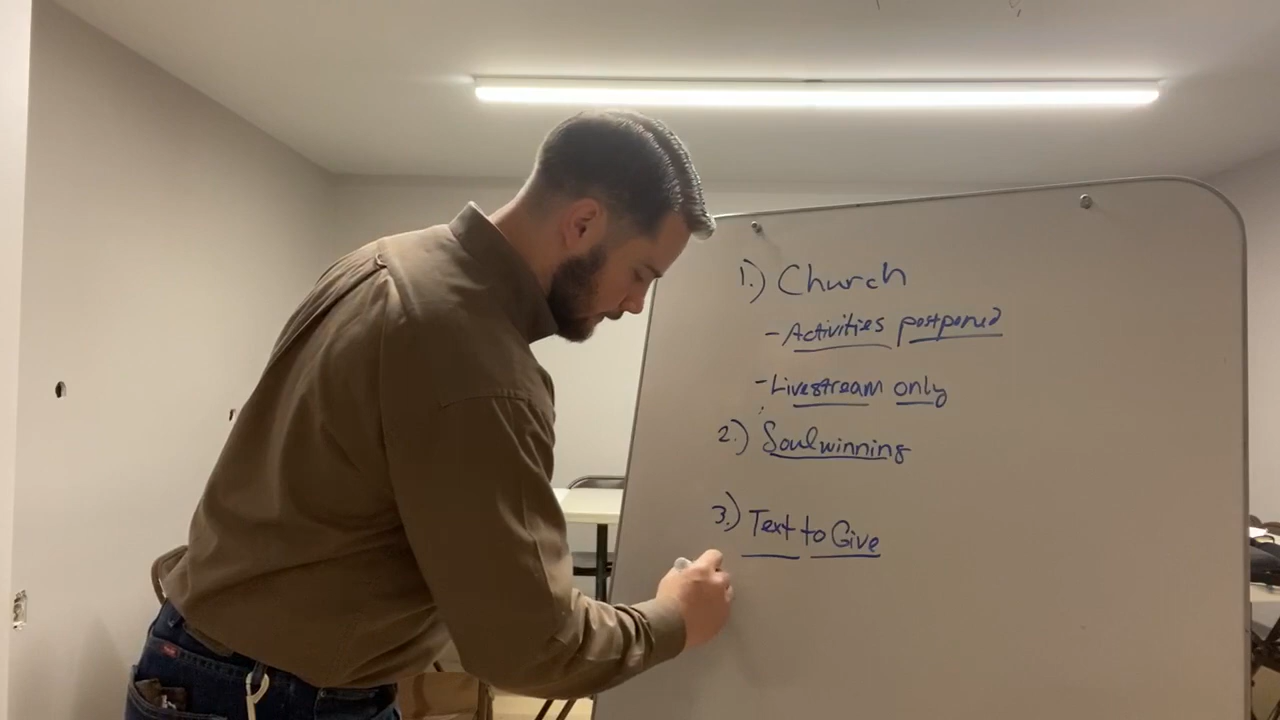 1.) Church
- Activities postponed
- Livestream only
2.) Soulwinning
3.) Text to Give